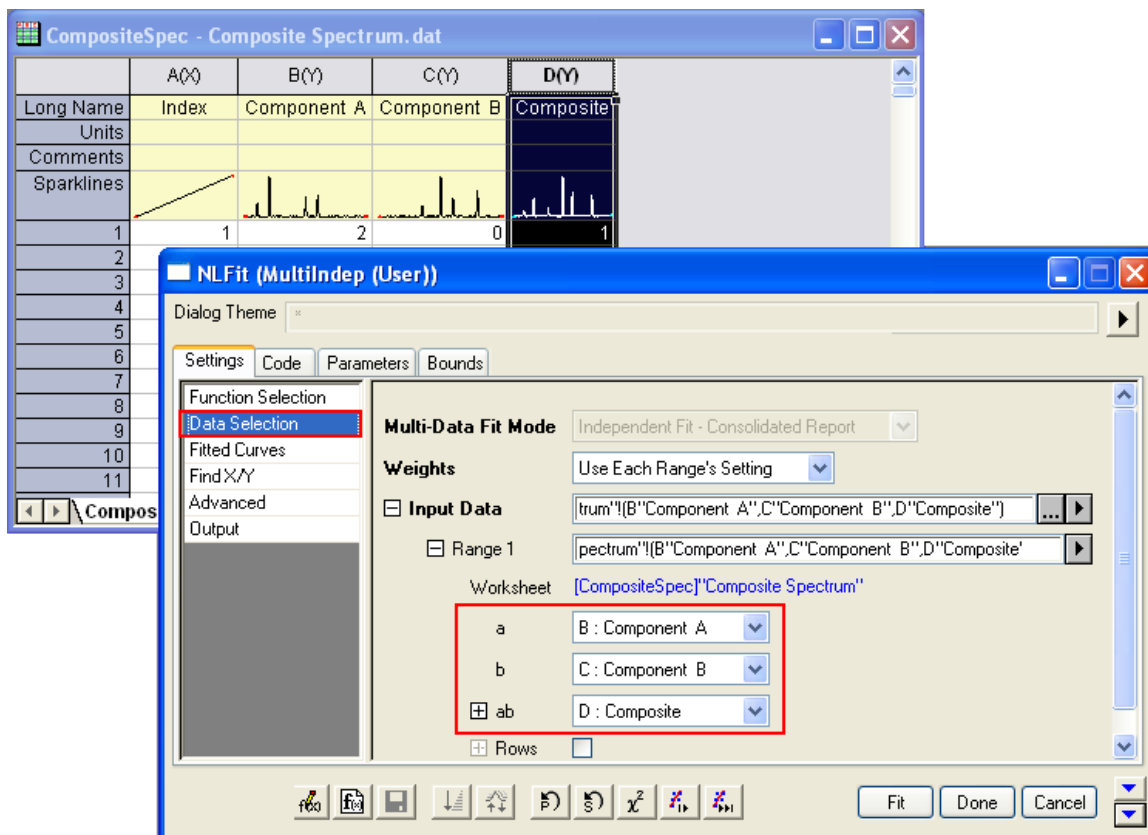 CompositeSpec - Composite Spectrum.dat
A(X) B(Y) C(Y) D(Y)
Long Name Index Component A Component B Composite
Units
Comments
Sparklines
1 1 2 0 1
2
3
4
5
6
7
8
9
10
11
Compos
NLFit (MultiIndep (User))
Dialog Theme *
Settings Code Parameters Bounds
Function Selection
Data Selection
Fitted Curves
Find X/Y
Advanced
Output
Multi-Data Fit Mode Independent Fit - Consolidated Report
Weights Use Each Range's Setting
Input Data trum"!(B"Component A",C"Component B",D"Composite") ...
Range 1 pectrum"!(B"Component A",C"Component B",D"Composite'
Worksheet [CompositeSpec]"Composite Spectrum"
a B : Component A
b C : Component B
ab D : Composite
Rows
Fit Done Cancel